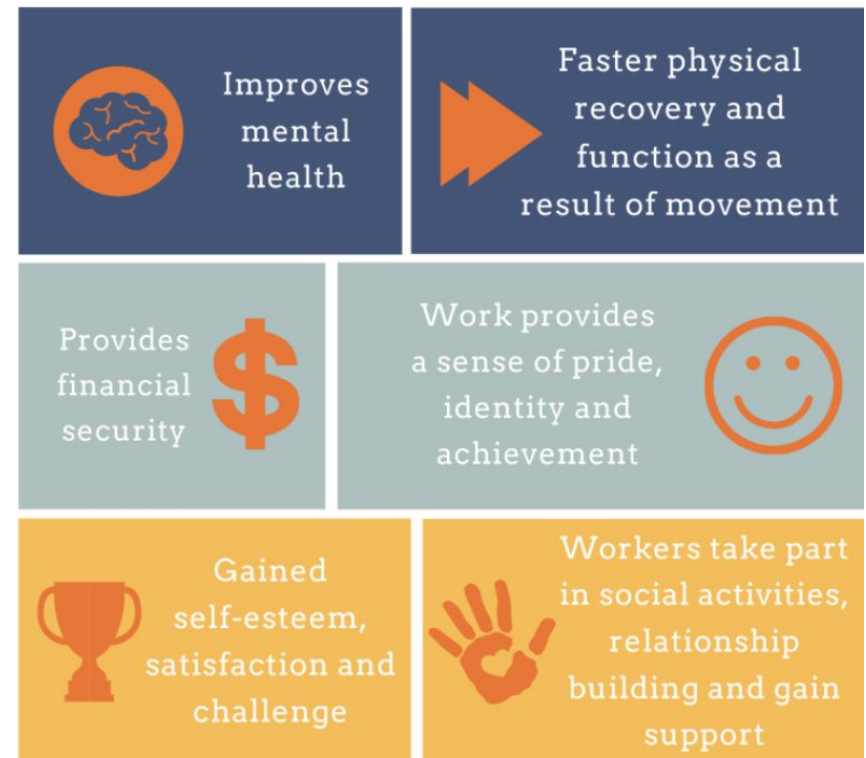 Improves
mental
health
Faster physical
recovery and
function as a
result of movement
Provides
financial
security
$
Work provides
a sense of pride,
identity and
achievement
Gained
self-esteem,
satisfaction and
challenge
Workers take part
in social activities,
relationship
building and gain
support